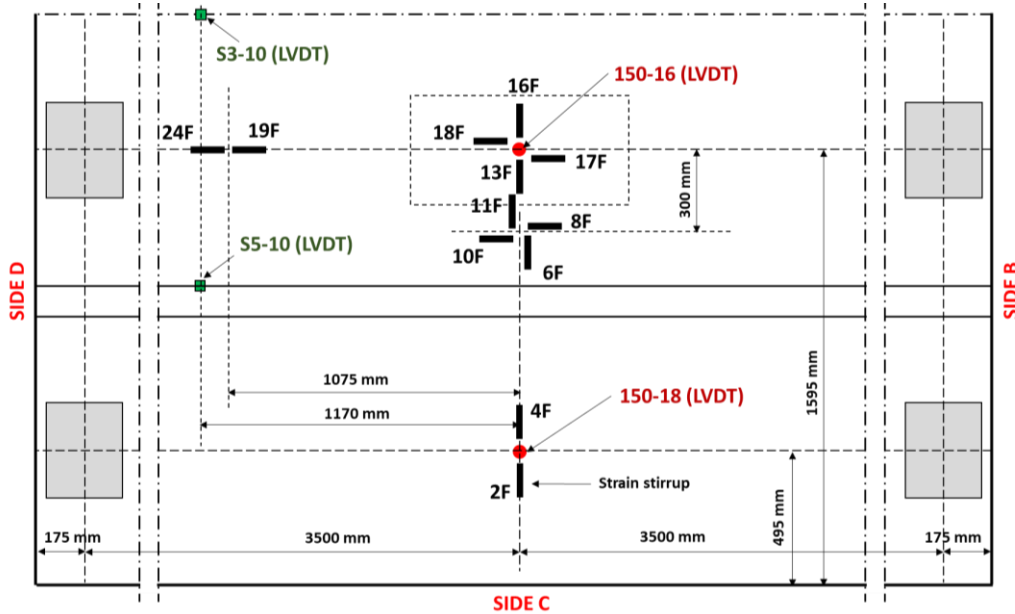 S3-10 (LVDT)
150-16 (LVDT)
16F
24F
19F
18F
17F
13F
11F
8F
300 mm
S5-10 (LVDT)
10F
6F
SIDE D
SIDE B
1075 mm
1595 mm
1170 mm
150-18 (LVDT)
4F
2F
Strain stirrup
495 mm
175 mm
3500 mm
3500 mm
175 mm
SIDE C